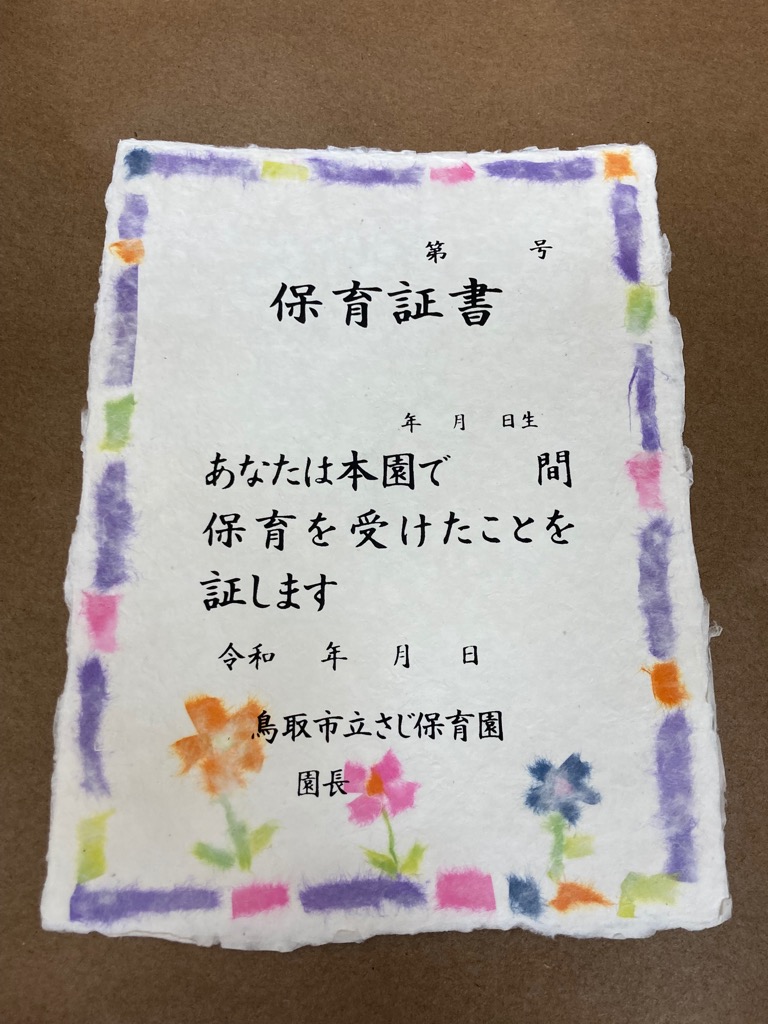 第　　　号
保育証書
年　月　日生
あなたは本園で　　間
保育を受けたことを
証します
令和　年　月　日
鳥取市立さじ保育園
園長